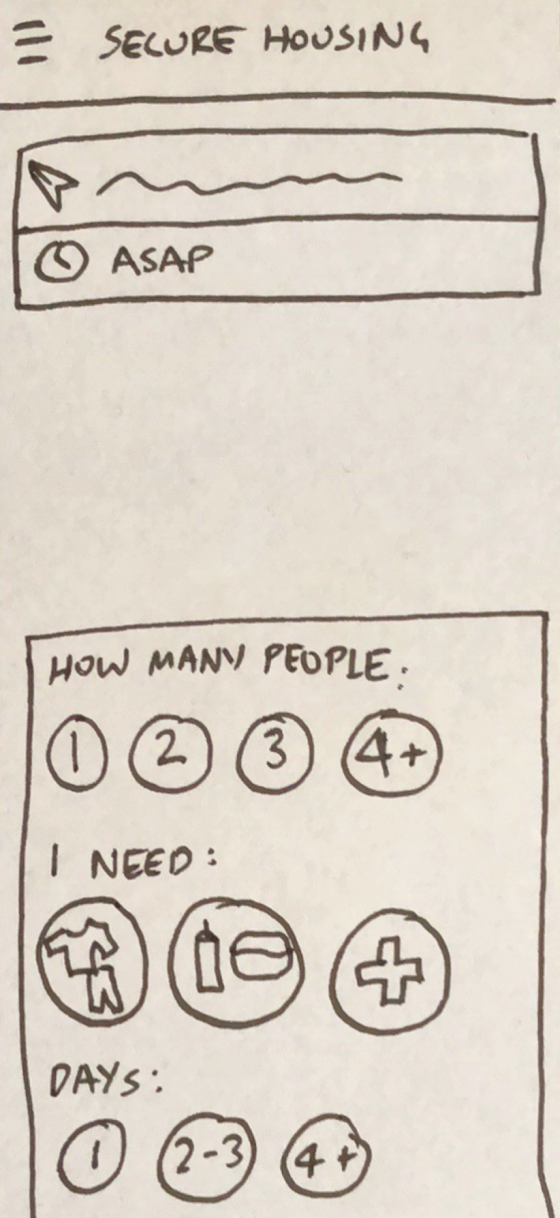 SECURE HOUSING
ASAP
HOW MANY PEOPLE:
1 2 3 4+
I NEED:
DAYS:
1 2-3 4+